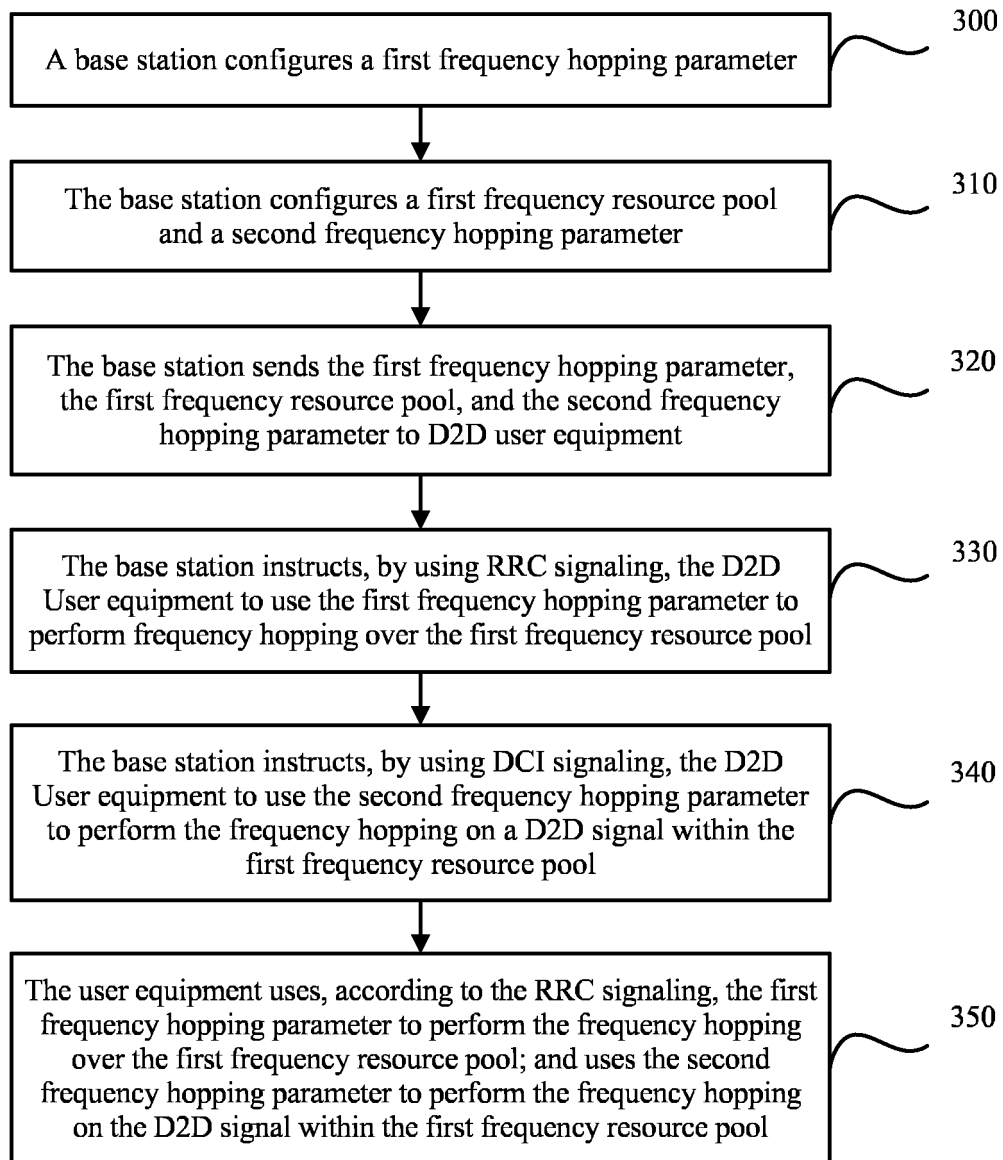 A base station configures a first frequency hopping parameter
300
The base station configures a first frequency resource pool
and a second frequency hopping parameter
310
The base station sends the first frequency hopping parameter,
the first frequency resource pool, and the second frequency
hopping parameter to D2D user equipment
320
The base station instructs, by using RRC signaling, the D2D
User equipment to use the first frequency hopping parameter to
perform frequency hopping over the first frequency resource pool
330
The base station instructs, by using DCI signaling, the D2D
User equipment to use the second frequency hopping parameter
to perform the frequency hopping on a D2D signal within the
first frequency resource pool
340
The user equipment uses, according to the RRC signaling, the first
frequency hopping parameter to perform the frequency hopping
over the first frequency resource pool; and uses the second
frequency hopping parameter to perform the frequency hopping
on the D2D signal within the first frequency resource pool
350